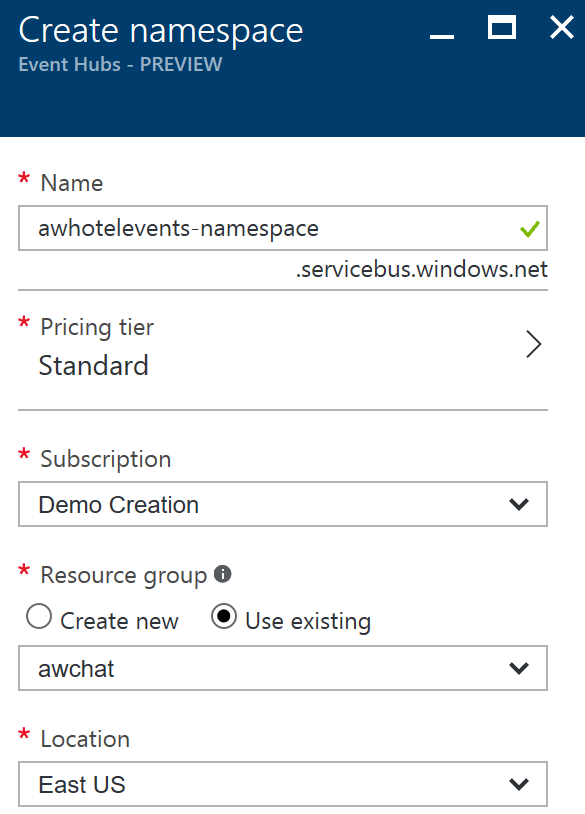 Create namespace
Event Hubs - PREVIEW
* Name
awhotelevents-namespace
.servicebus.windows.net
* Pricing tier
Standard
* Subscription
Demo Creation
* Resource group
Create new Use existing
awchat
* Location
East US